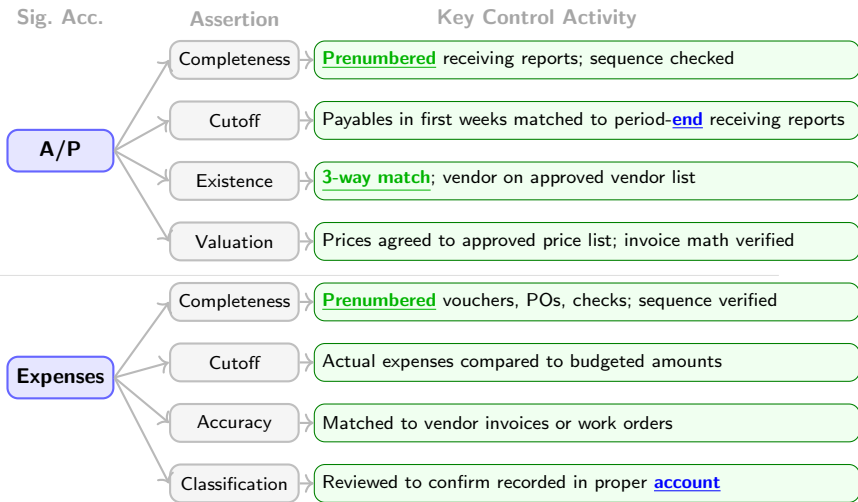 Sig. Acc. Assertion Key Control Activity
Completeness Prenumbered receiving reports; sequence checked
Cutoff Payables in first weeks matched to period-end receiving reports
A/P
Existence 3-way match; vendor on approved vendor list
Valuation Prices agreed to approved price list; invoice math verified
Completeness Prenumbered vouchers, POs, checks; sequence verified
Cutoff Actual expenses compared to budgeted amounts
Expenses
Accuracy Matched to vendor invoices or work orders
Classification Reviewed to confirm recorded in proper account